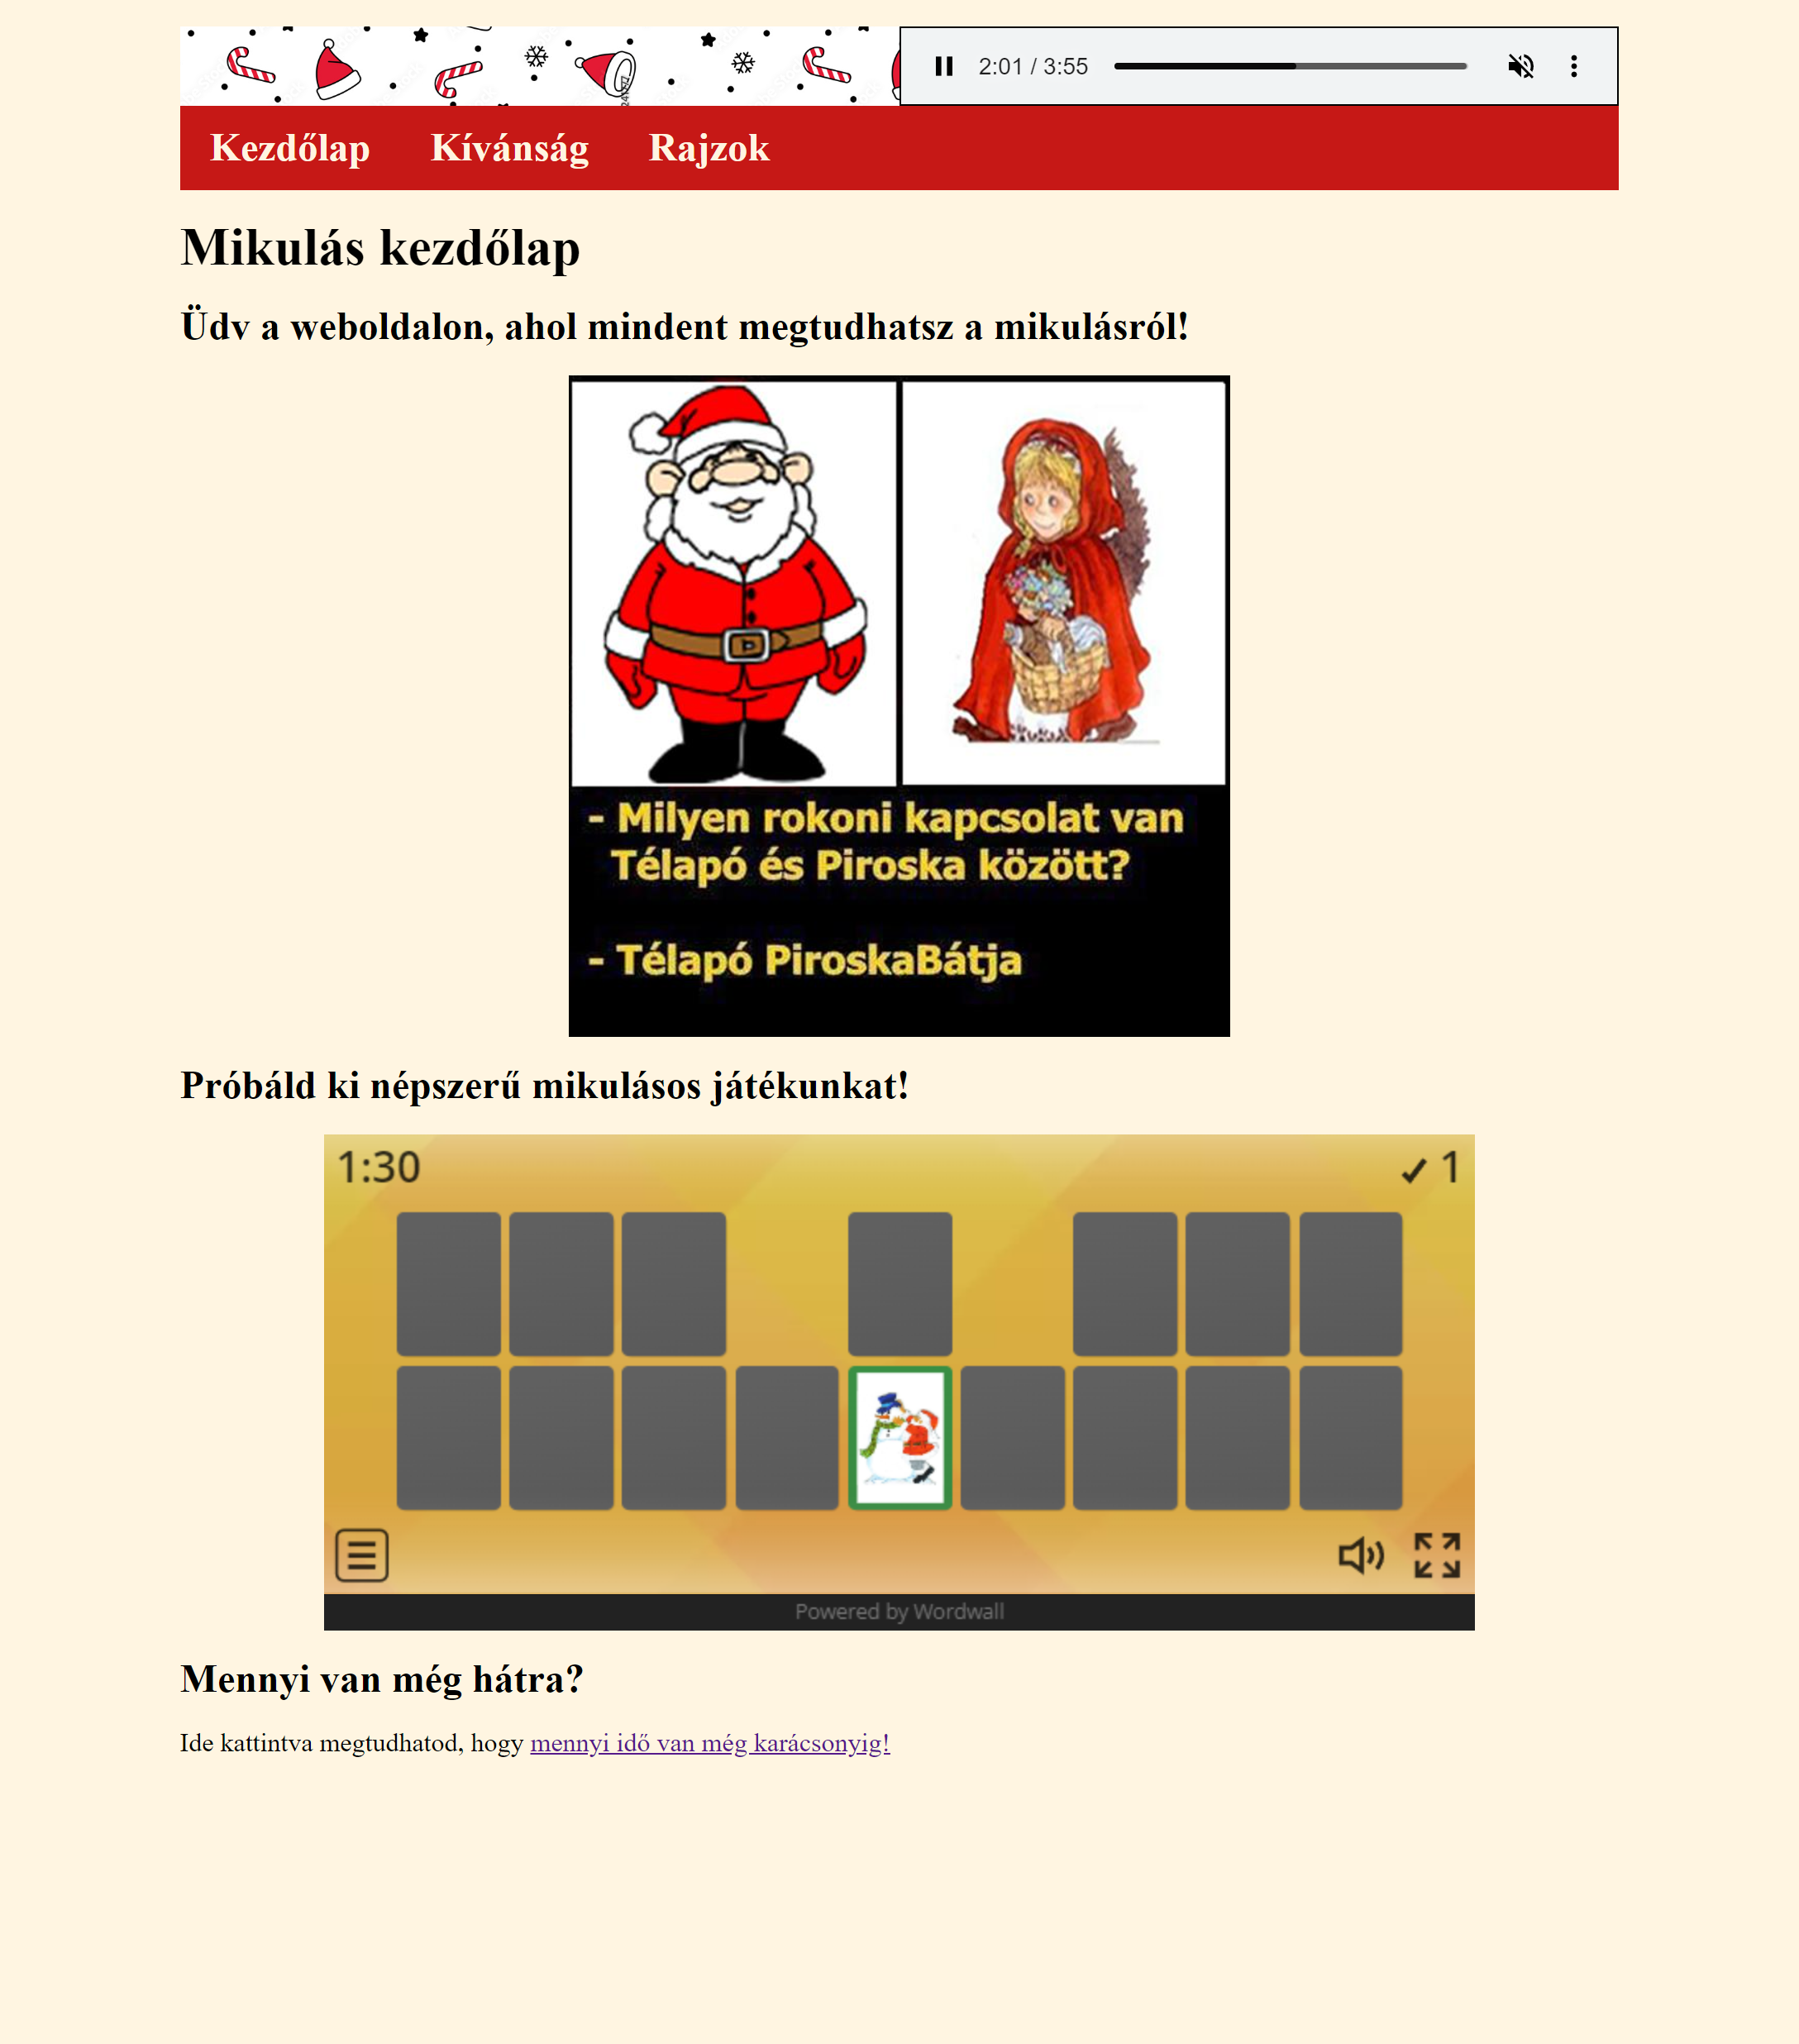 2:01 / 3:55
Kezdőlap Kívánság Rajzok
Mikulás kezdőlap
Üdv a weboldalon, ahol mindent megtudhatsz a mikulásról!
- Milyen rokoni kapcsolat van
Télapó és Piroska között?
- Télapó PiroskaBátja
Próbáld ki népszerű mikulásos játékunkat!
1:30
✓ 1
Powered by Wordwall
Mennyi van még hátra?
Ide kattintva megtudhatod, hogy mennyi idő van még karácsonyig!